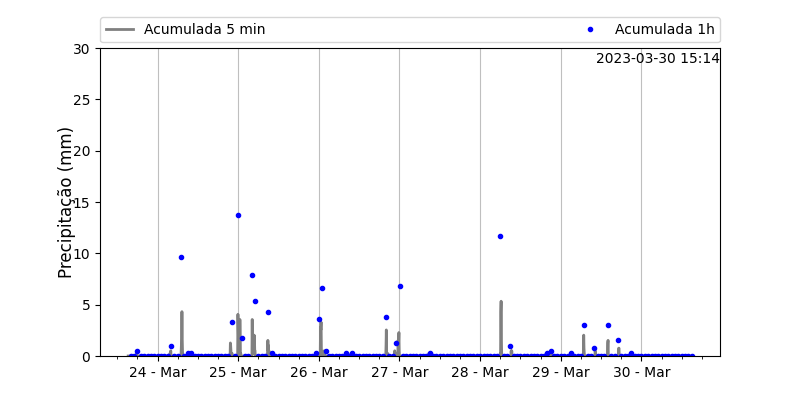 Acumulada 5 min
Acumulada 1h
2023-03-30 15:14
Precipitação (mm)
30
25
20
15
10
5
0
24 - Mar
25 - Mar
26 - Mar
27 - Mar
28 - Mar
29 - Mar
30 - Mar